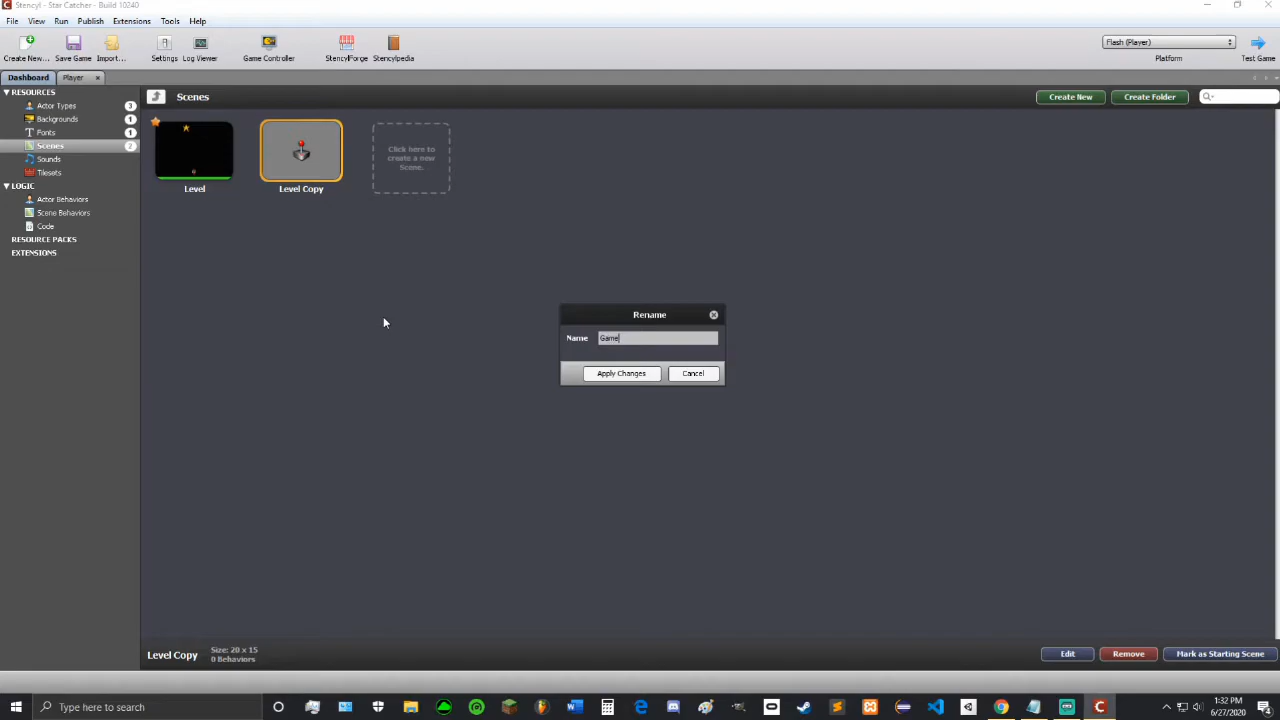 Stencyl - Star Catcher - Build 10240
File View Run Publish Extensions Tools Help
Create New... Save Game Import... Settings Log Viewer Game Controller StencylForge Stencylpedia
Flash (Player)
Platform
Test Game
Dashboard Player
RESOURCES
Actor Types 3
Backgrounds 1
Fonts 1
Scenes 2
Sounds
Tilesets
LOGIC
Actor Behaviors
Scene Behaviors
Code
RESOURCE PACKS
EXTENSIONS
Scenes
Create New Create Folder
Level
Level Copy
Click here to
create a new
Scene.
Rename
Name Game
Apply Changes Cancel
Level Copy
Size: 20 x 15
0 Behaviors
Edit Remove Mark as Starting Scene
Type here to search
1:32 PM
6/27/2020
4